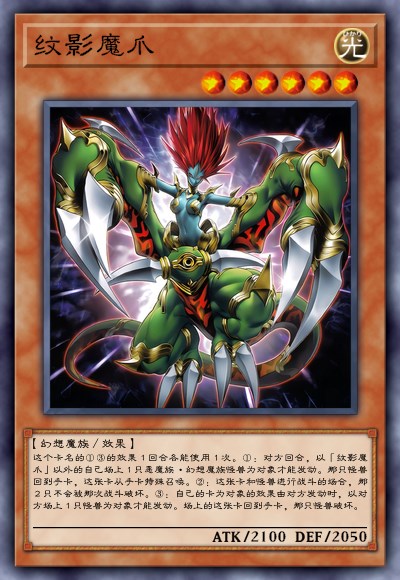 纹影魔爪
光
【幻想魔族／效果】
这个卡名的①③的效果１回合各能使用１次。①：对方回合，以「纹影魔
爪」以外的自己场上１只恶魔族·幻想魔族怪兽为对象才能发动。那只怪兽
回到手卡，这张卡从手卡特殊召唤。②：这张卡和怪兽进行战斗的场合，那
２只不会被那次战斗破坏。③：自己的卡为对象的效果由对方发动时，以对
方场上１只怪兽为对象才能发动。场上的这张卡回到手卡，那只怪兽破坏。
ATK/2100 DEF/2050